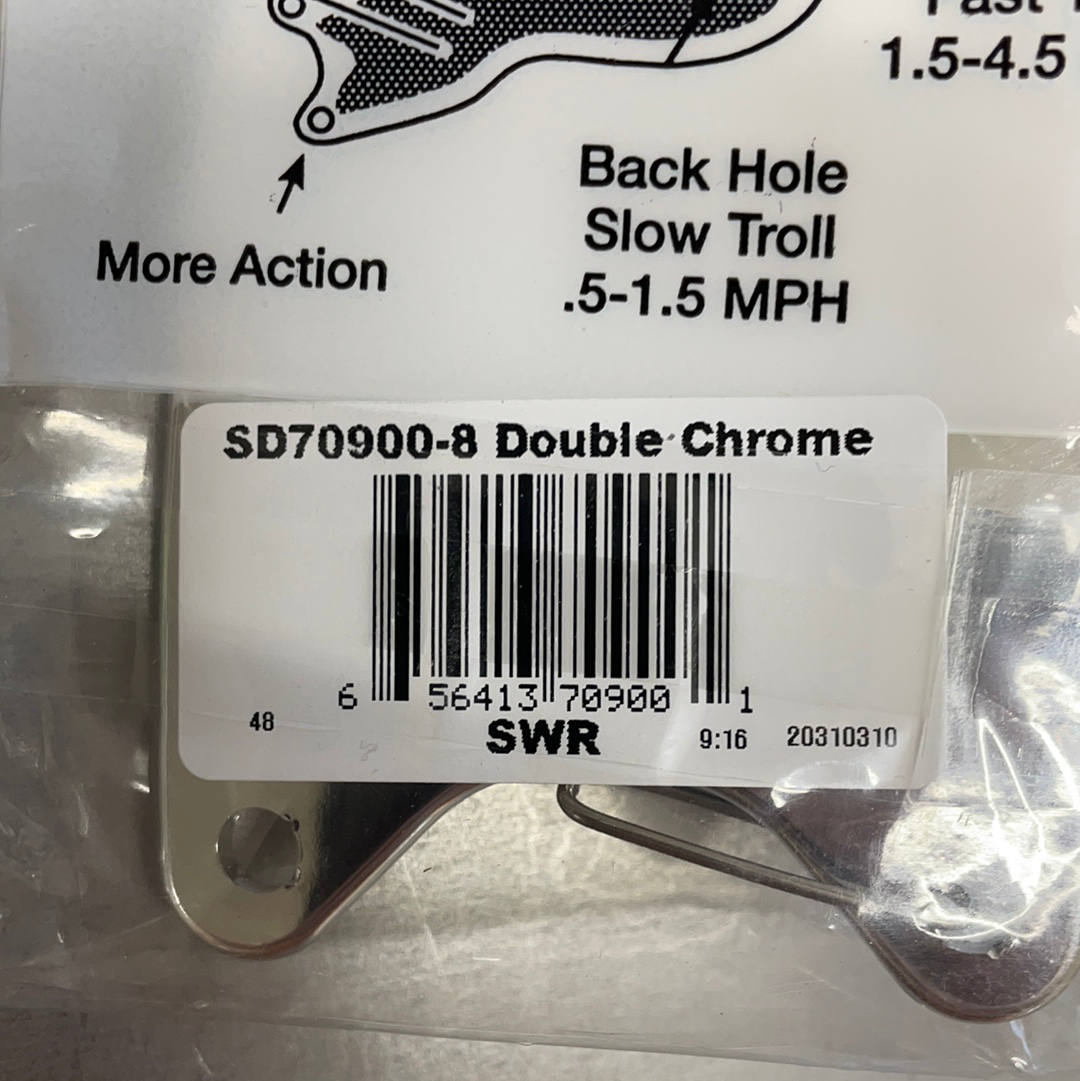 1.5-4.5
Back Hole
Slow Troll
.5-1.5 MPH
More Action
SD70900-8 Double Chrome
6 56413 70900 1
SWR
48
9:16 20310310